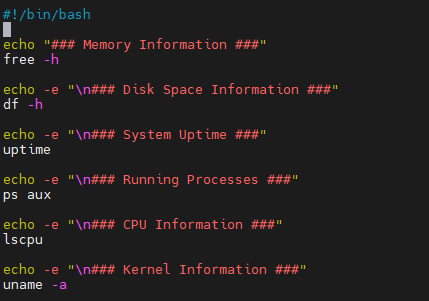 #!/bin/bash
echo "### Memory Information ###"
free -h
echo -e "\n### Disk Space Information ###"
df -h
echo -e "\n### System Uptime ###"
uptime
echo -e "\n### Running Processes ###"
ps aux
echo -e "\n### CPU Information ###"
lscpu
echo -e "\n### Kernel Information ###"
uname -a